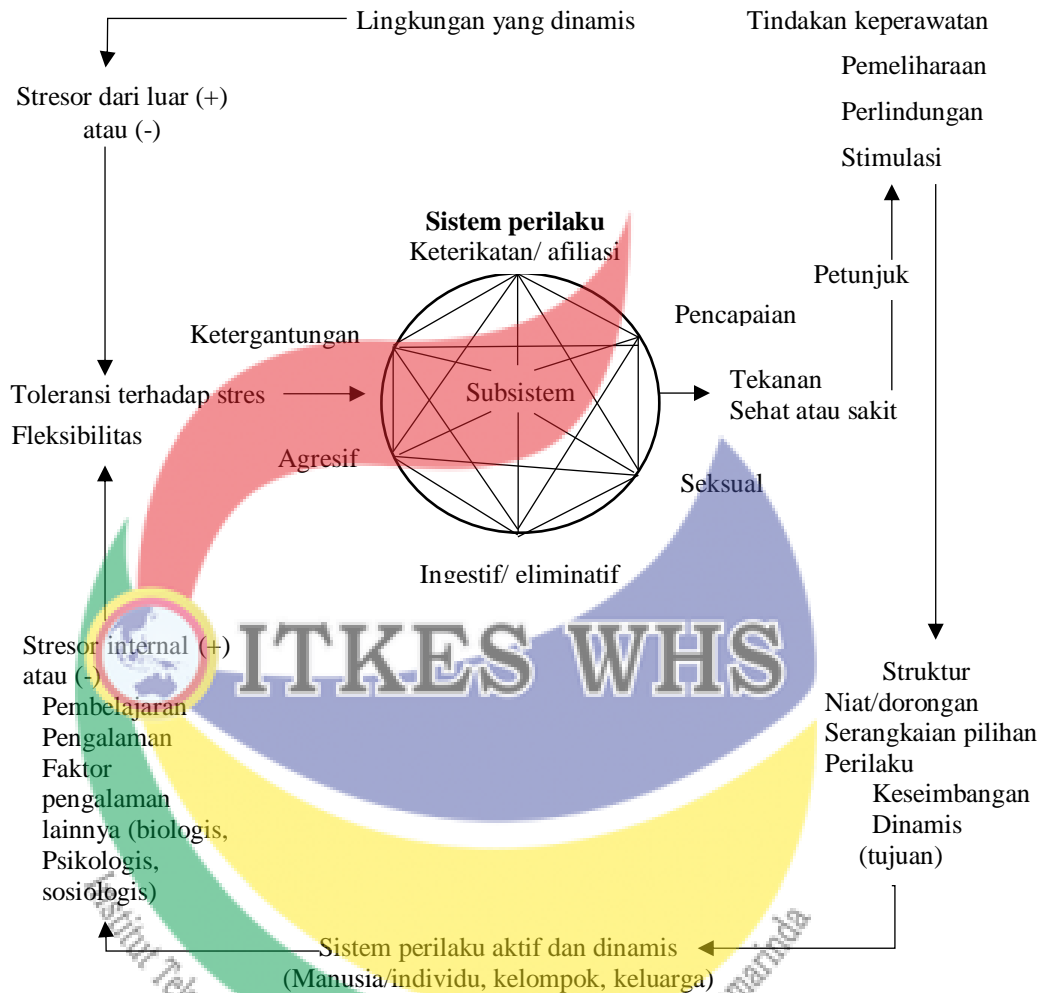 Lingkungan yang dinamis
Tindakan keperawatan
Pemeliharaan
Perlindungan
Stimulasi
Stresor dari luar (+)
atau (-)
Sistem perilaku
Keterikatan/ afiliasi
Petunjuk
Ketergantungan
Pencapaian
Toleransi terhadap stres
Fleksibilitas
Subsistem
Tekanan
Sehat atau sakit
Agresif
Seksual
Ingestif/ eliminatif
ITKES WHS
Stresor internal (+)
atau (-)
Pembelajaran
Pengalaman
Faktor
pengalaman
lainnya (biologis,
Psikologis,
sosiologis)
Struktur
Niat/dorongan
Serangkaian pilihan
Perilaku
Keseimbangan
Dinamis
(tujuan)
Sistem perilaku aktif dan dinamis
(Manusia/individu, kelompok, keluarga)
Institut